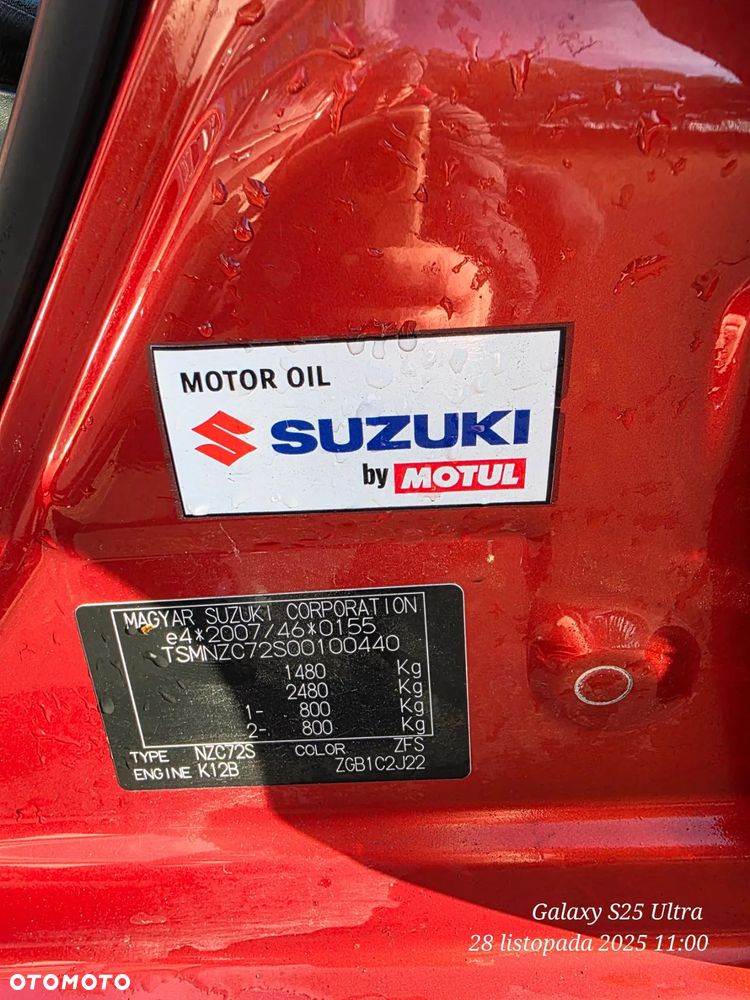 MOTOR OIL
SUZUKI
by MOTUL
MAGYAR SUZUKI CORPORATION
e4*2007/46*0155
TSMNZC72S00100440
1480 Kg
2480 Kg
1- 800 Kg
2- 800 Kg
TYPE NZC72S COLOR ZFS
ENGINE K12B ZGB1C2J22
Galaxy S25 Ultra
28 listopada 2025 11:00
OTOMOTO